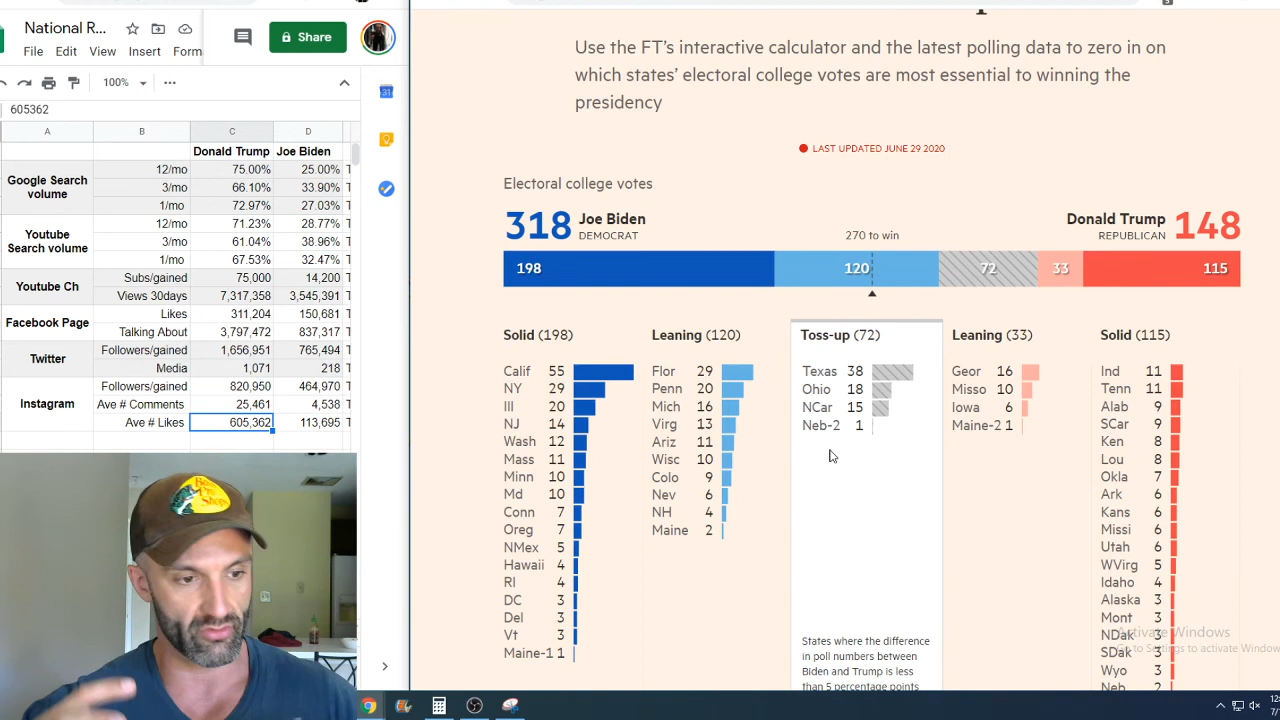 National R...
File Edit View Insert Form
Share
100%
605362
A B C D
Donald Trump Joe Biden
Google Search volume 12/mo 75.00% 25.00%
3/mo 66.10% 33.90%
1/mo 72.97% 27.03%
Youtube Search volume 12/mo 71.23% 28.77%
3/mo 61.04% 38.96%
1/mo 67.53% 32.47%
Youtube Ch Subs/gained 75,000 14,200
Views 30days 7,317,358 3,545,391
Facebook Page Likes 311,204 150,681
Talking About 3,797,472 837,317
Twitter Followers/gained 1,656,951 765,494
Media 1,071 218
Instagram Followers/gained 820,950 464,970
Ave # Comments 25,461 4,538
Ave # Likes 605,362 113,695
31
Use the FT's interactive calculator and the latest polling data to zero in on
which states' electoral college votes are most essential to winning the
presidency
LAST UPDATED JUNE 29 2020
Electoral college votes
318 Joe Biden
DEMOCRAT
270 to win
Donald Trump 148
REPUBLICAN
198 120 72 33 115
Solid (198)
Calif 55
NY 29
Ill 20
NJ 14
Wash 12
Mass 11
Minn 10
Md 10
Conn 7
Oreg 7
NMex 5
Hawaii 4
RI 4
DC 3
Del 3
Vt 3
Maine-1 1
Leaning (120)
Flor 29
Penn 20
Mich 16
Virg 13
Ariz 11
Wisc 10
Colo 9
Nev 6
NH 4
Maine 2
Toss-up (72)
Texas 38
Ohio 18
NCar 15
Neb-2 1
States where the difference
in poll numbers between
Biden and Trump is less
than 5 percentage points
Leaning (33)
Geor 16
Misso 10
Iowa 6
Maine-2 1
Solid (115)
Ind 11
Tenn 11
Alab 9
SCar 9
Ken 8
Lou 8
Okla 7
Ark 6
Kans 6
Missi 6
Utah 6
WVirg 5
Idaho 4
Alaska 3
Mont 3
NDak 3
SDak 3
Wyo 3
Neb 2
Activate Windows
Go to Settings to activate Window
Bass Pro Shops